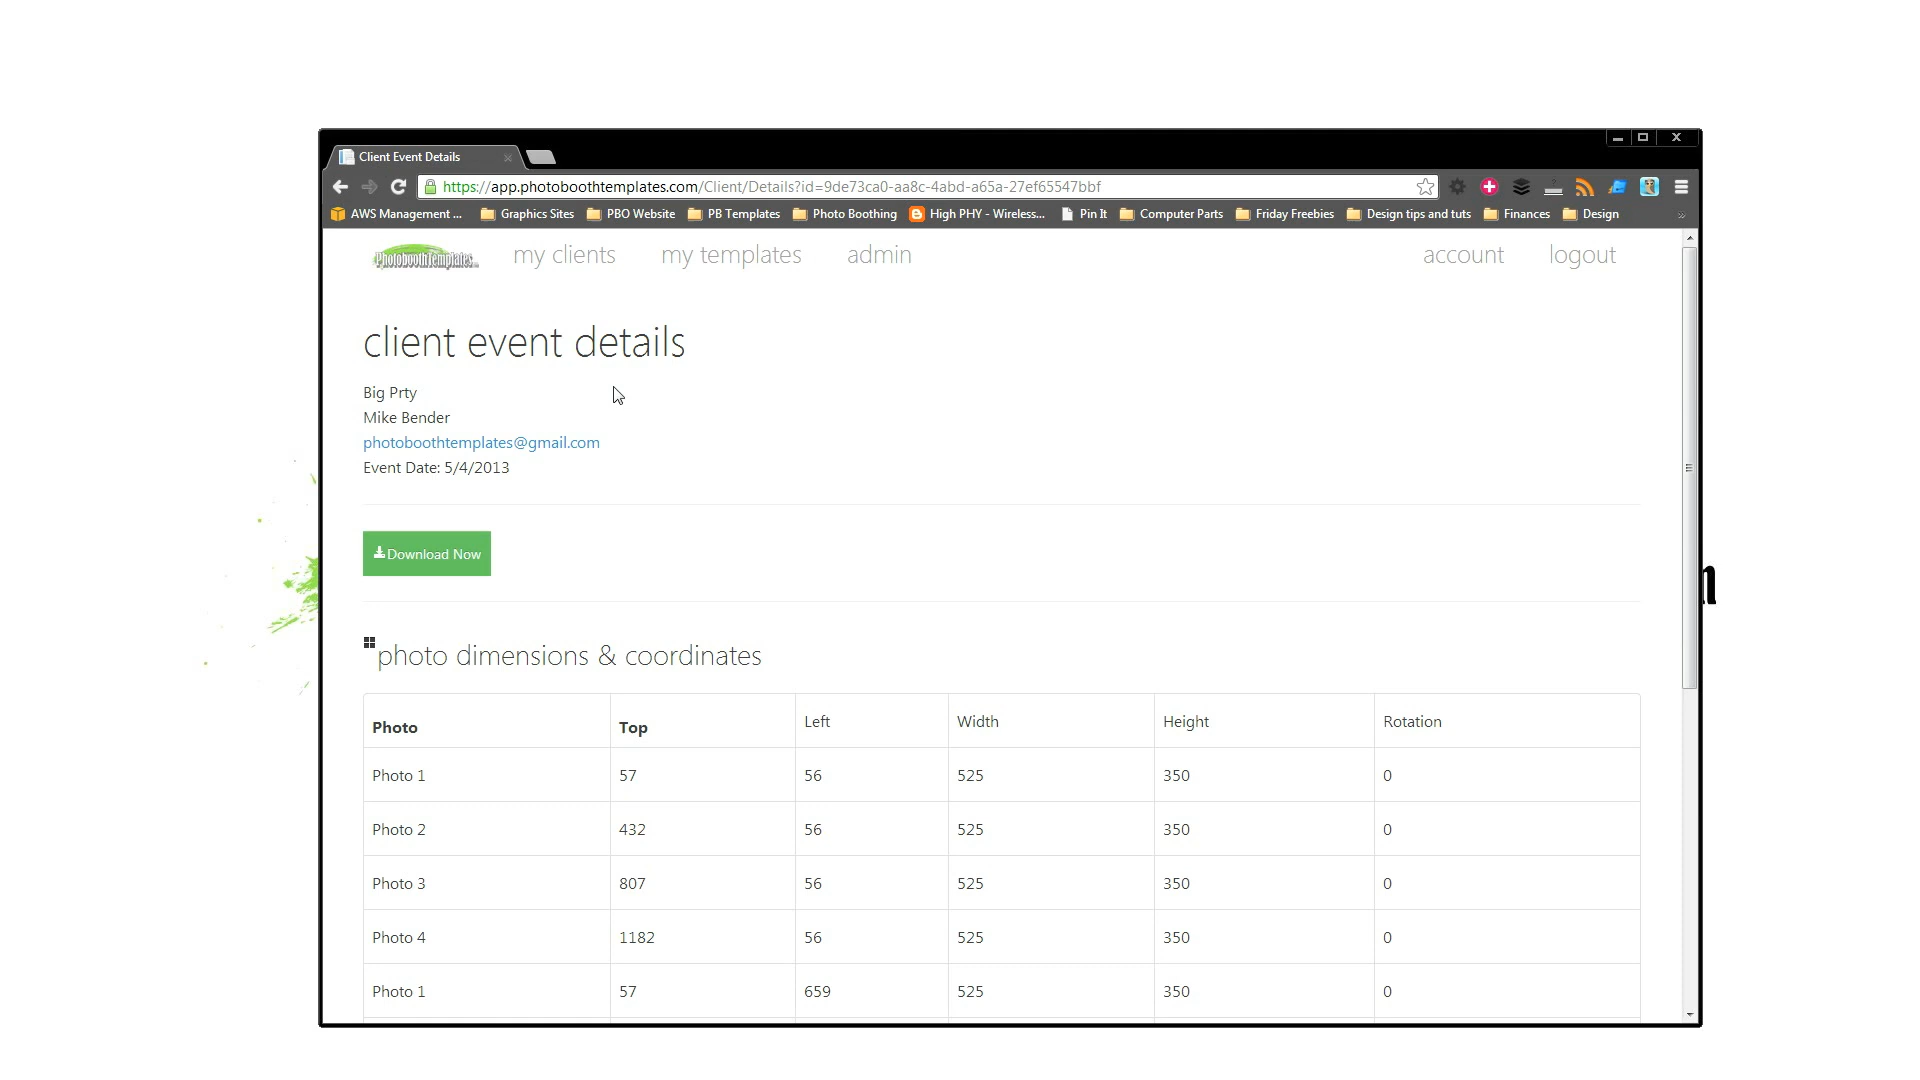 Client Event Details
https://app.photoboothtemplates.com/Client/Details?id=9de73ca0-aa8c-4abd-a65a-27ef65547bbf
AWS Management ... Graphics Sites PBO Website PB Templates Photo Boothing High PHY - Wireless... Pin It Computer Parts Friday Freebies Design tips and tuts Finances Design
PhotoboothTemplates my clients my templates admin account logout
client event details
Big Prty
Mike Bender
photoboothtemplates@gmail.com
Event Date: 5/4/2013
Download Now
photo dimensions & coordinates
Photo Top Left Width Height Rotation
Photo 1 57 56 525 350 0
Photo 2 432 56 525 350 0
Photo 3 807 56 525 350 0
Photo 4 1182 56 525 350 0
Photo 1 57 659 525 350 0